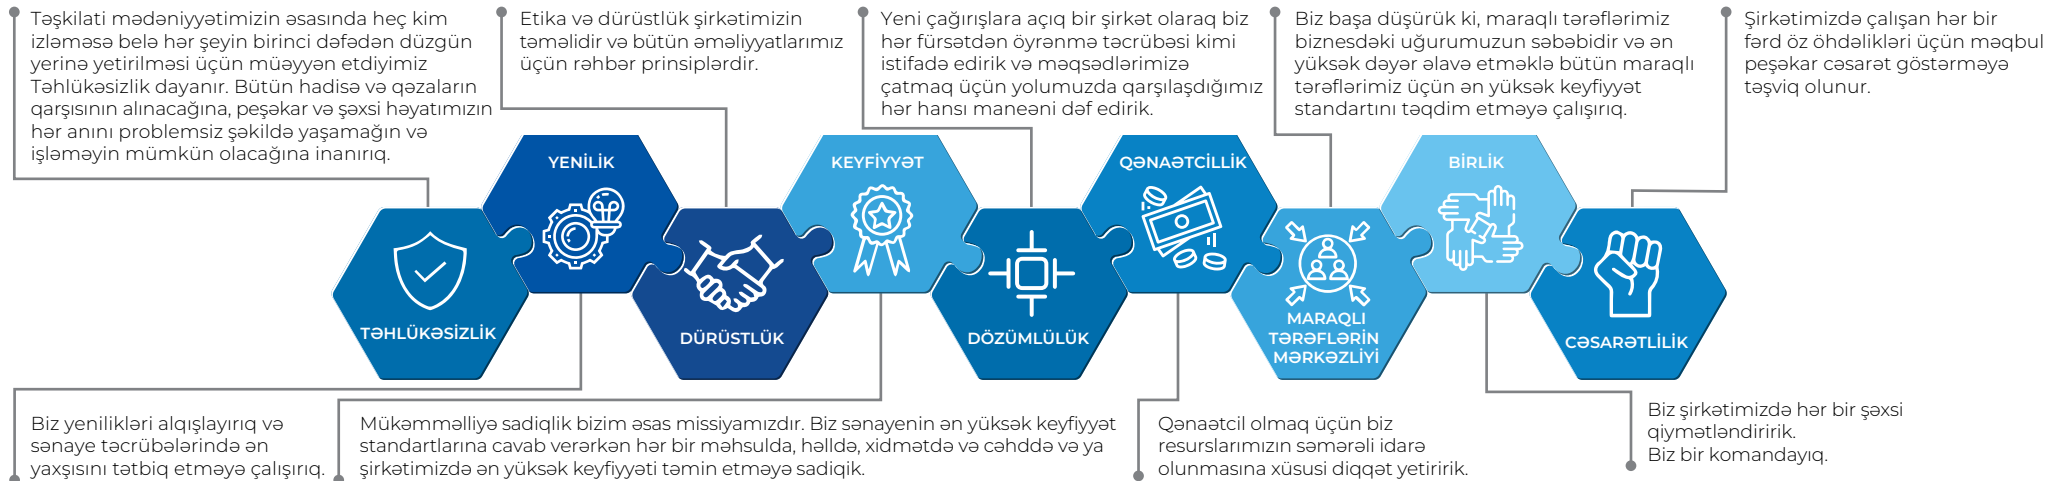 Təşkilati mədəniyyətimizin əsasında heç kim
izləməsə belə hər şeyin birinci dəfədən düzgün
yerinə yetirilməsi üçün müəyyən etdiyimiz
Təhlükəsizlik dayanır. Bütün hadisə və qəzaların
qarşısının alınacağına, peşəkar və şəxsi həyatımızın
hər anını problemsiz şəkildə yaşamağın və
işləməyin mümkün olacağına inanırıq.
Etika və dürüstlük şirkətimizin
təməlidir və bütün əməliyyatlarımız
üçün rəhbər prinsiplərdir.
Yeni çağırışlara açıq bir şirkət olaraq biz
hər fürsətdən öyrənmə təcrübəsi kimi
istifadə edirik və məqsədlərimizə
çatmaq üçün yolumuzda qarşılaşdığımız
hər hansı maneəni dəf edirik.
Biz başa düşürük ki, maraqlı tərəflərimiz
biznesdəki uğurumuzun səbəbidir və ən
yüksək dəyər əlavə etməklə bütün maraqlı
tərəflərimiz üçün ən yüksək keyfiyyət
standartını təqdim etməyə çalışırıq.
Şirkətimizdə çalışan hər bir
fərd öz öhdəlikləri üçün məqbul
peşəkar cəsarət göstərməyə
təşviq olunur.
YENİLİK
KEYFİYYƏT
QƏNAƏTCİLLİK
BİRLİK
TƏHLÜKƏSİZLİK
DÜRÜSTLÜK
DÖZÜMLÜLÜK
MARAQLI
TƏRƏFLƏRİN
MƏRKƏZLİYİ
CƏSARƏTLİLİK
Biz yenilikləri alqışlayırıq və
sənaye təcrübələrində ən
yaxşısını tətbiq etməyə çalışırıq.
Mükəmməlliyə sadiqlik bizim əsas missiyamızdır. Biz sənayenin ən yüksək keyfiyyət
standartlarına cavab verərkən hər bir məhsulda, həlldə, xidmətdə və cəhddə və ya
şirkətimizdə ən yüksək keyfiyyəti təmin etməyə sadiqik.
Qənaətcil olmaq üçün biz
resurslarımızın səmərəli idarə
olunmasına xüsusi diqqət yetiririk.
Biz şirkətimizdə hər bir şəxsi
qiymətləndiririk.
Biz bir komandayıq.